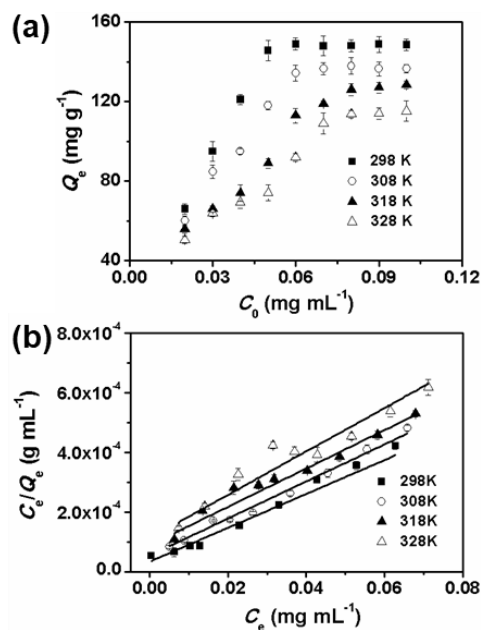 (a)
160
120
80
40
Qe (mg g⁻¹)
298 K
308 K
318 K
328 K
0.00 0.03 0.06 0.09 0.12
C0 (mg mL⁻¹)
(b)
8.0x10⁻⁴
6.0x10⁻⁴
4.0x10⁻⁴
2.0x10⁻⁴
0.0
Ce/Qe (g mL⁻¹)
298K
308K
318K
328K
0.00 0.02 0.04 0.06 0.08
Ce (mg mL⁻¹)